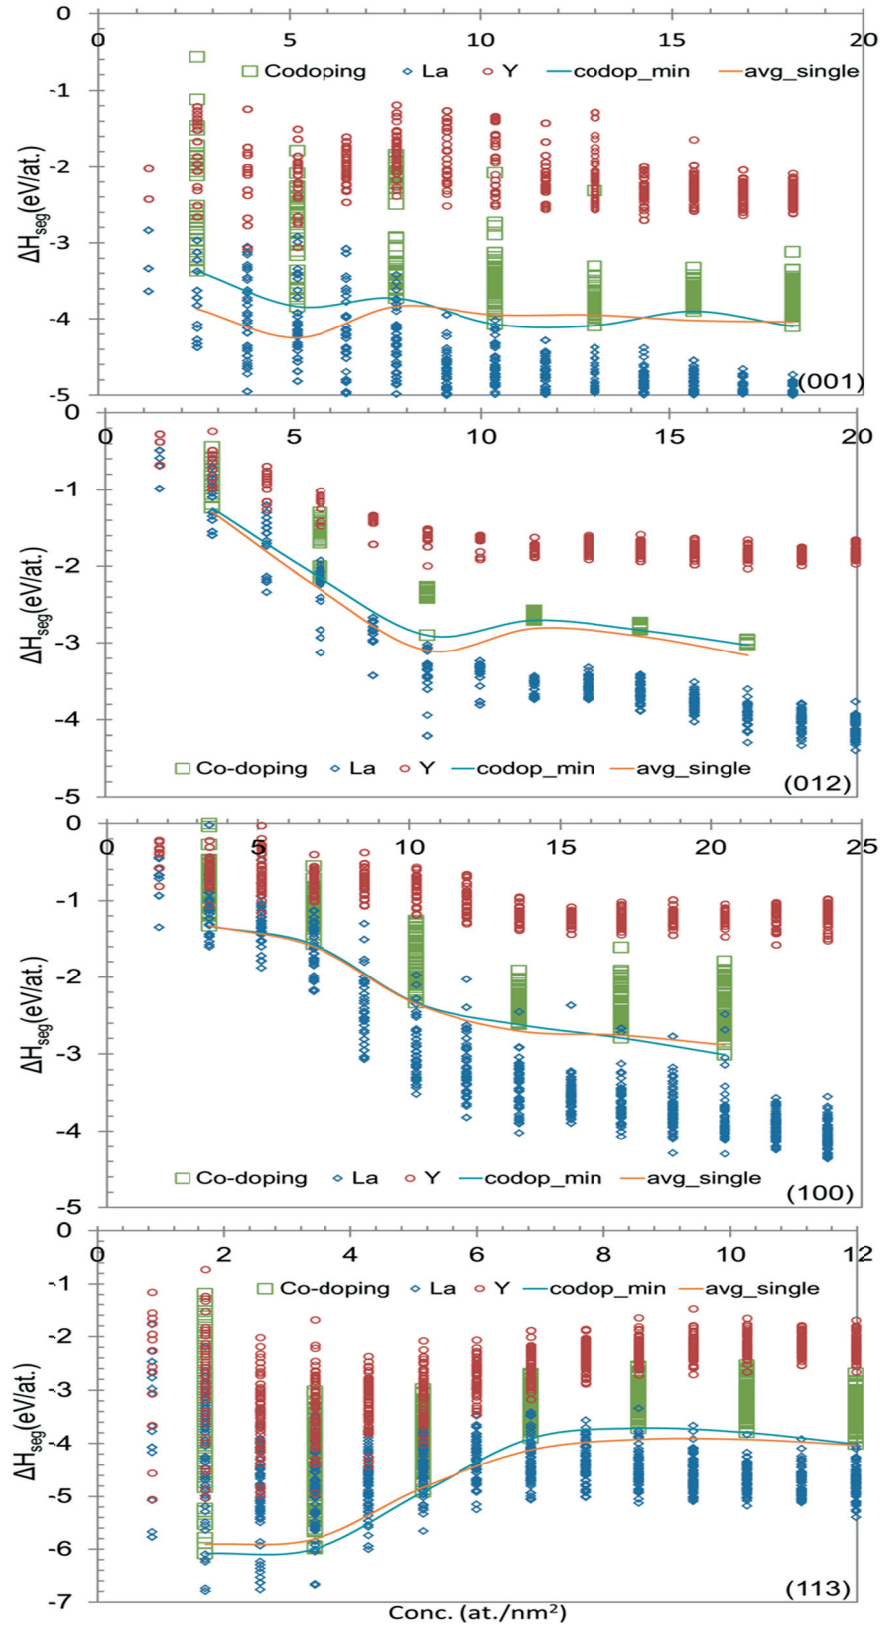 0
0 5 10 15 20
Codoping La Y codop_min avg_single
-1
-2
-3
-4
-5
ΔHseg(eV/at.)
(001)
0
0 5 10 15 20
-1
-2
-3
-4
-5
ΔHseg(eV/at.)
Co-doping La Y codop_min avg_single
(012)
0
0 5 10 15 20 25
-1
-2
-3
-4
-5
ΔHseg(eV/at.)
Co-doping La Y codop_min avg_single
(100)
0
0 2 4 6 8 10 12
Co-doping La Y codop_min avg_single
-1
-2
-3
-4
-5
-6
-7
ΔHseg(eV/at.)
(113)
Conc. (at./nm²)